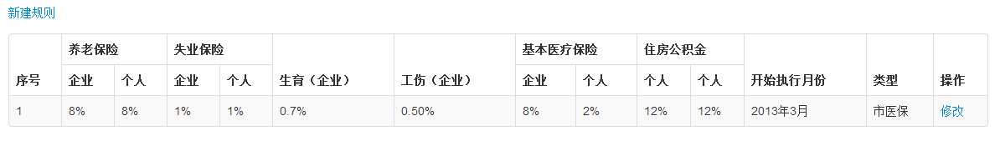 新建规则
养老保险 失业保险 基本医疗保险 住房公积金
序号 企业 个人 企业 个人 生育（企业） 工伤（企业） 企业 个人 个人 个人 开始执行月份 类型 操作
1 8% 8% 1% 1% 0.7% 0.50% 8% 2% 12% 12% 2013年3月 市医保 修改